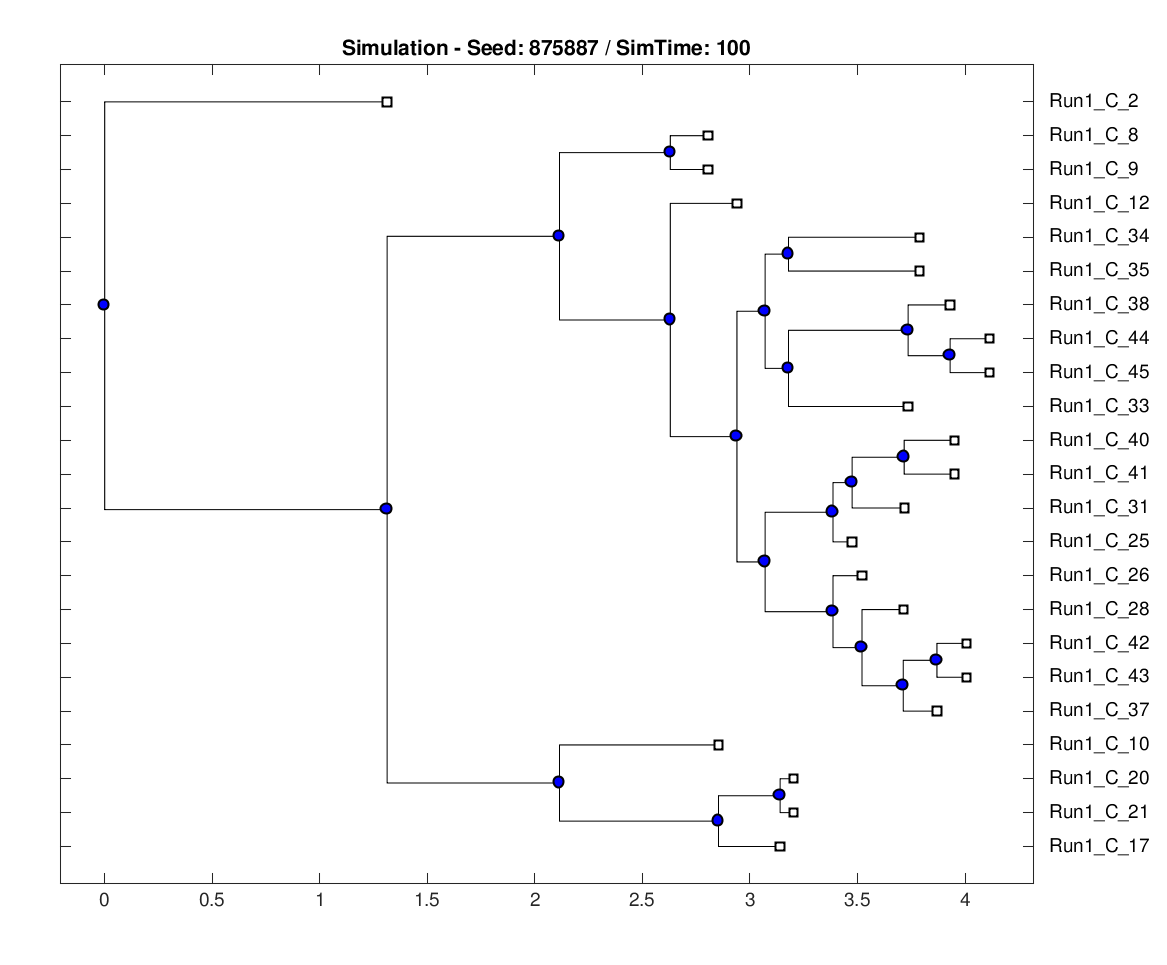 Simulation - Seed: 875887 / SimTime: 100
Run1_C_2
Run1_C_8
Run1_C_9
Run1_C_12
Run1_C_34
Run1_C_35
Run1_C_38
Run1_C_44
Run1_C_45
Run1_C_33
Run1_C_40
Run1_C_41
Run1_C_31
Run1_C_25
Run1_C_26
Run1_C_28
Run1_C_42
Run1_C_43
Run1_C_37
Run1_C_10
Run1_C_20
Run1_C_21
Run1_C_17
0 0.5 1 1.5 2 2.5 3 3.5 4